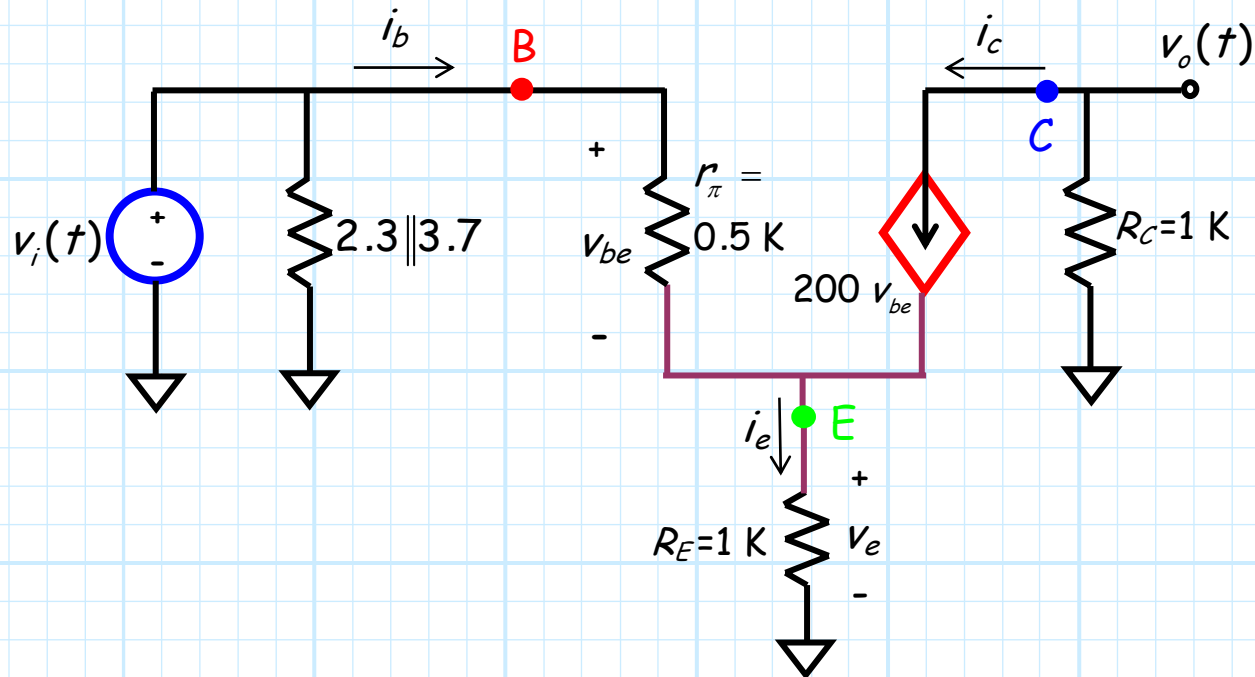 i_b
B
i_c
v_o(t)
C
+
r_π =
0.5 K
v_i(t)
+
-
2.3||3.7
v_be
R_C=1 K
200 v_be
-
i_e
E
+
R_E=1 K
v_e
-